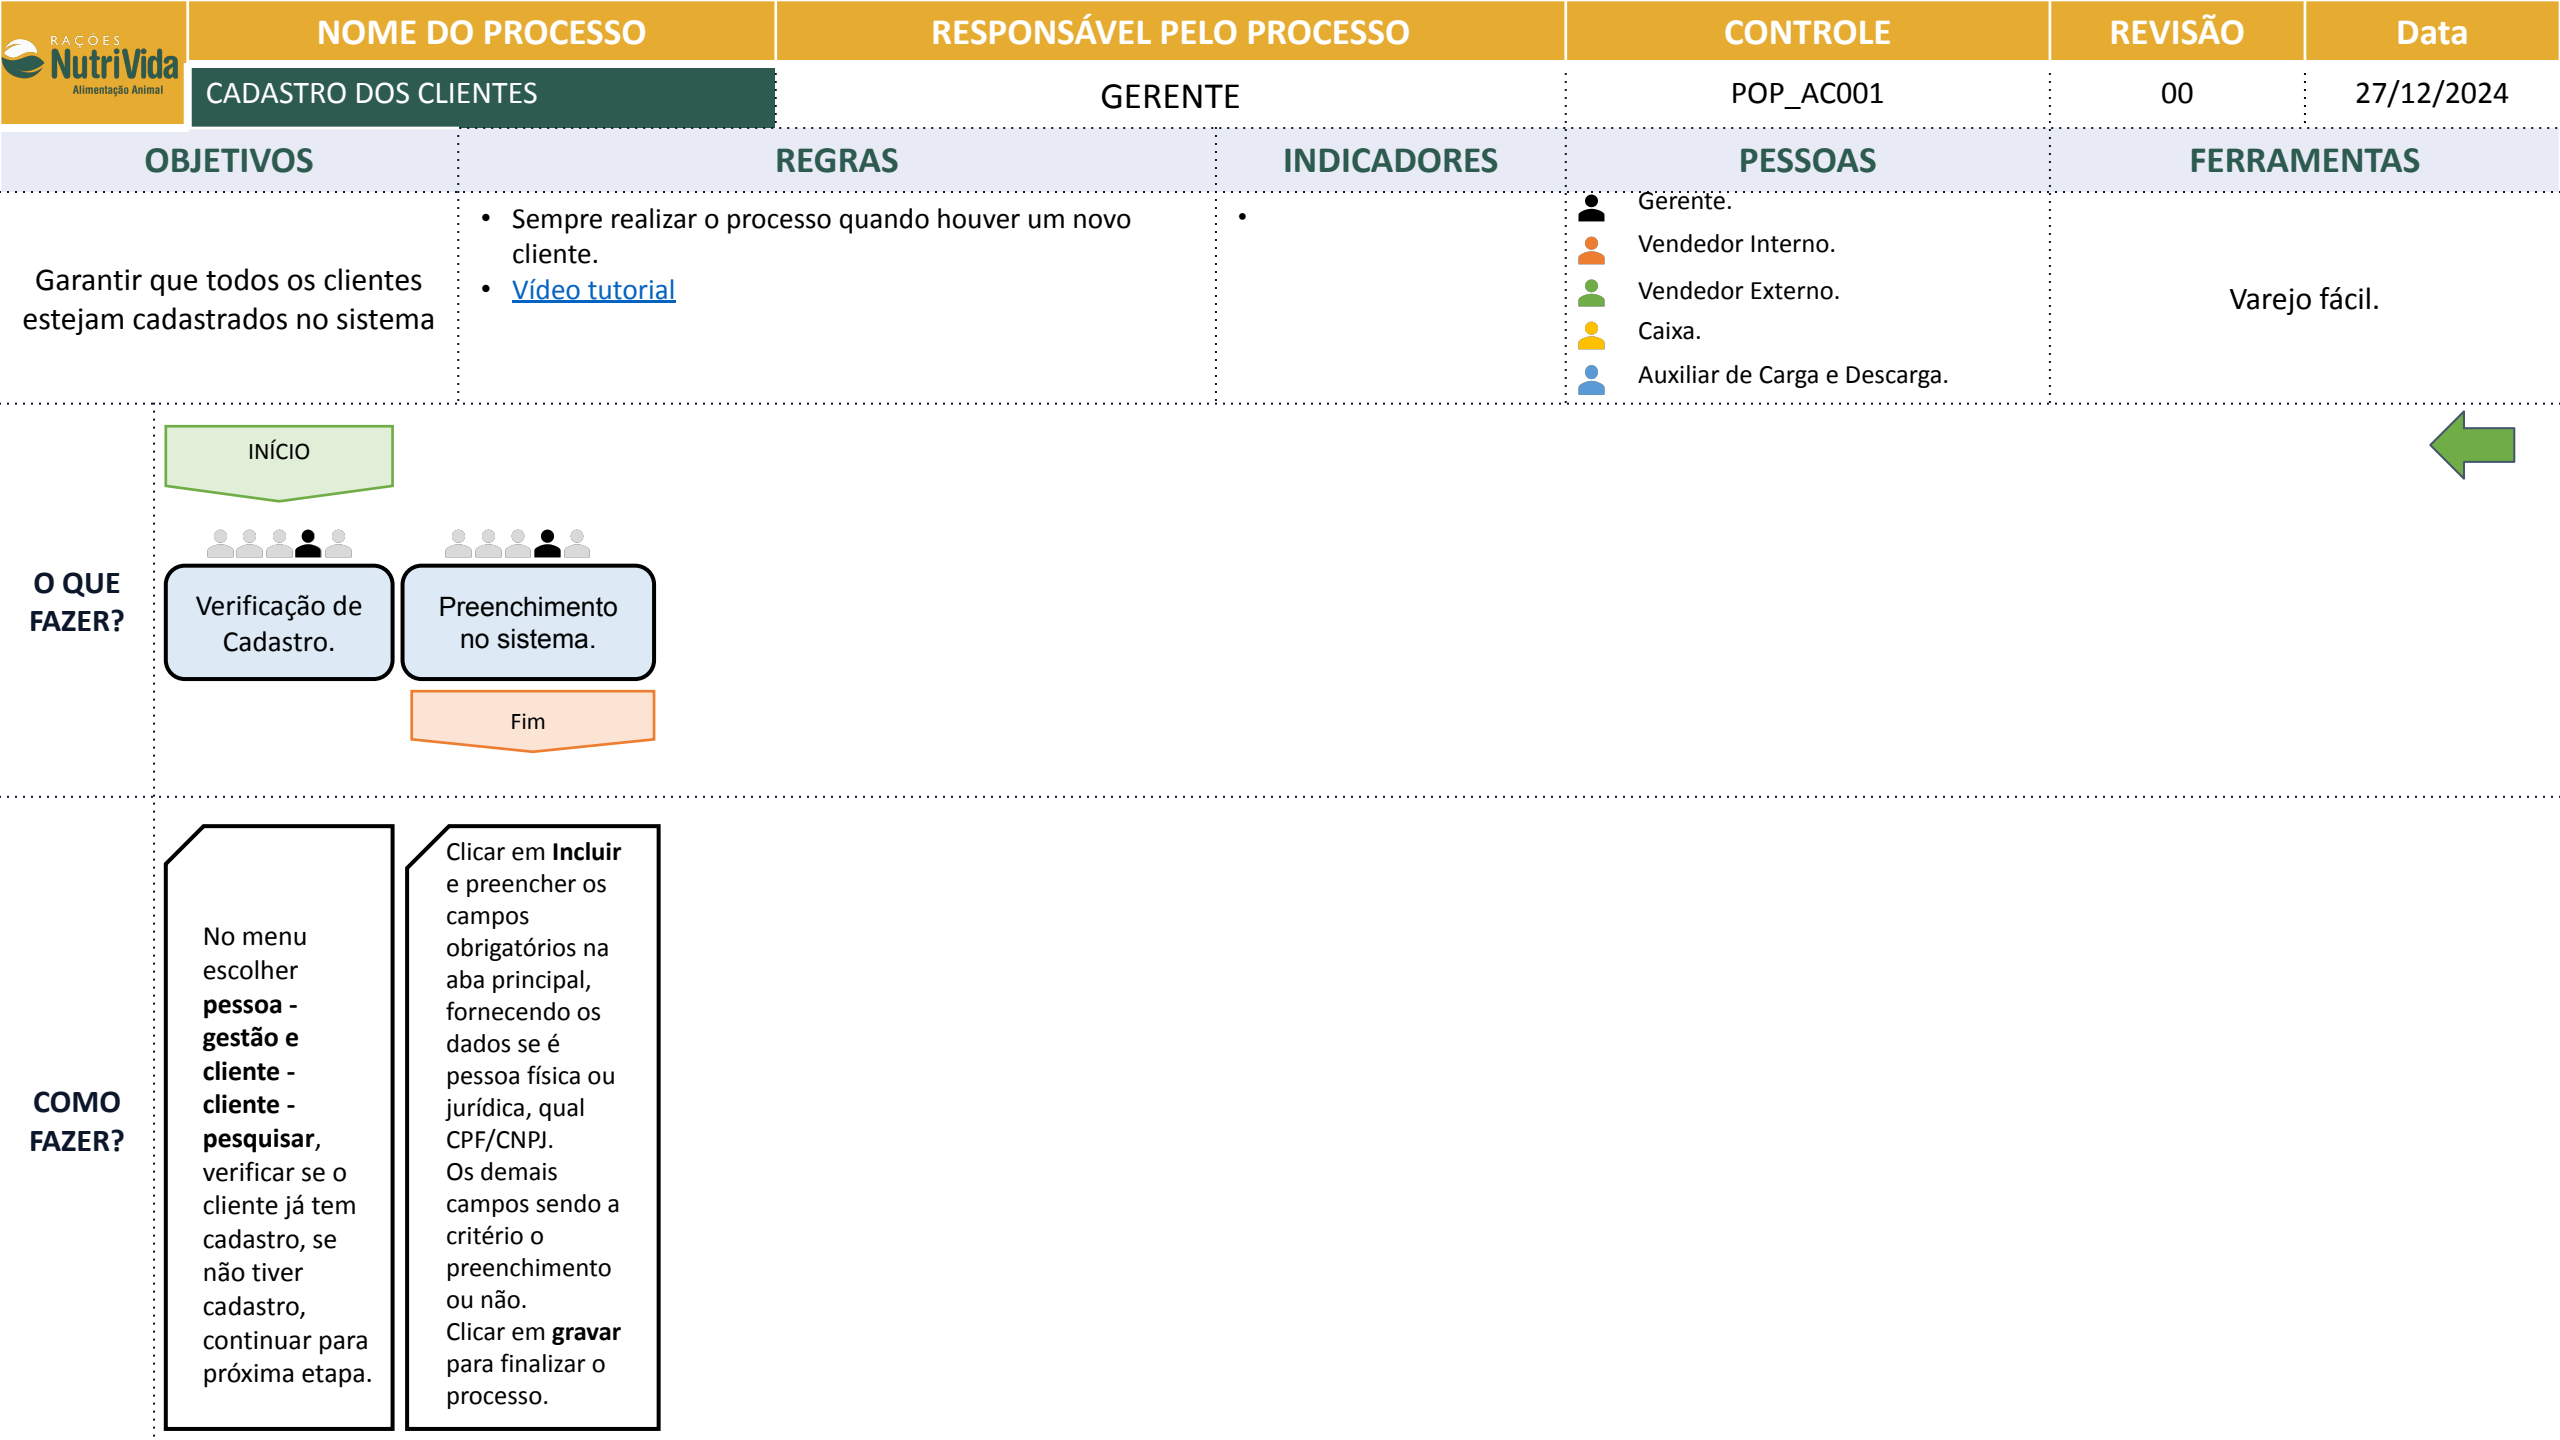 RAÇÕES
NutriVida
Alimentação Animal
NOME DO PROCESSO
RESPONSÁVEL PELO PROCESSO
CONTROLE
REVISÃO
Data
CADASTRO DOS CLIENTES
GERENTE
POP_AC001
00
27/12/2024
OBJETIVOS
REGRAS
INDICADORES
PESSOAS
FERRAMENTAS
Garantir que todos os clientes
estejam cadastrados no sistema
• Sempre realizar o processo quando houver um novo
cliente.
• Vídeo tutorial
•
Gerente.
Vendedor Interno.
Vendedor Externo.
Caixa.
Auxiliar de Carga e Descarga.
Varejo fácil.
O QUE
FAZER?
INÍCIO
Verificação de
Cadastro.
Preenchimento
no sistema.
Fim
COMO
FAZER?
No menu
escolher
pessoa -
gestão e
cliente -
cliente -
pesquisar,
verificar se o
cliente já tem
cadastro, se
não tiver
cadastro,
continuar para
próxima etapa.
Clicar em Incluir
e preencher os
campos
obrigatórios na
aba principal,
fornecendo os
dados se é
pessoa física ou
jurídica, qual
CPF/CNPJ.
Os demais
campos sendo a
critério o
preenchimento
ou não.
Clicar em gravar
para finalizar o
processo.